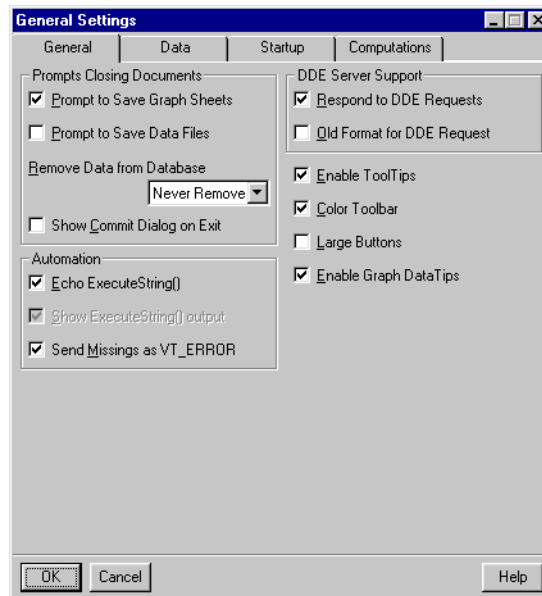 General Settings
General Data Startup Computations
Prompts Closing Documents
Prompt to Save Graph Sheets
Prompt to Save Data Files
Remove Data from Database
Never Remove
Show Commit Dialog on Exit
Automation
Echo ExecuteString()
Show ExecuteString() output
Send Missings as VT_ERROR
DDE Server Support
Respond to DDE Requests
Old Format for DDE Request
Enable ToolTips
Color Toolbar
Large Buttons
Enable Graph DataTips
OK Cancel Help